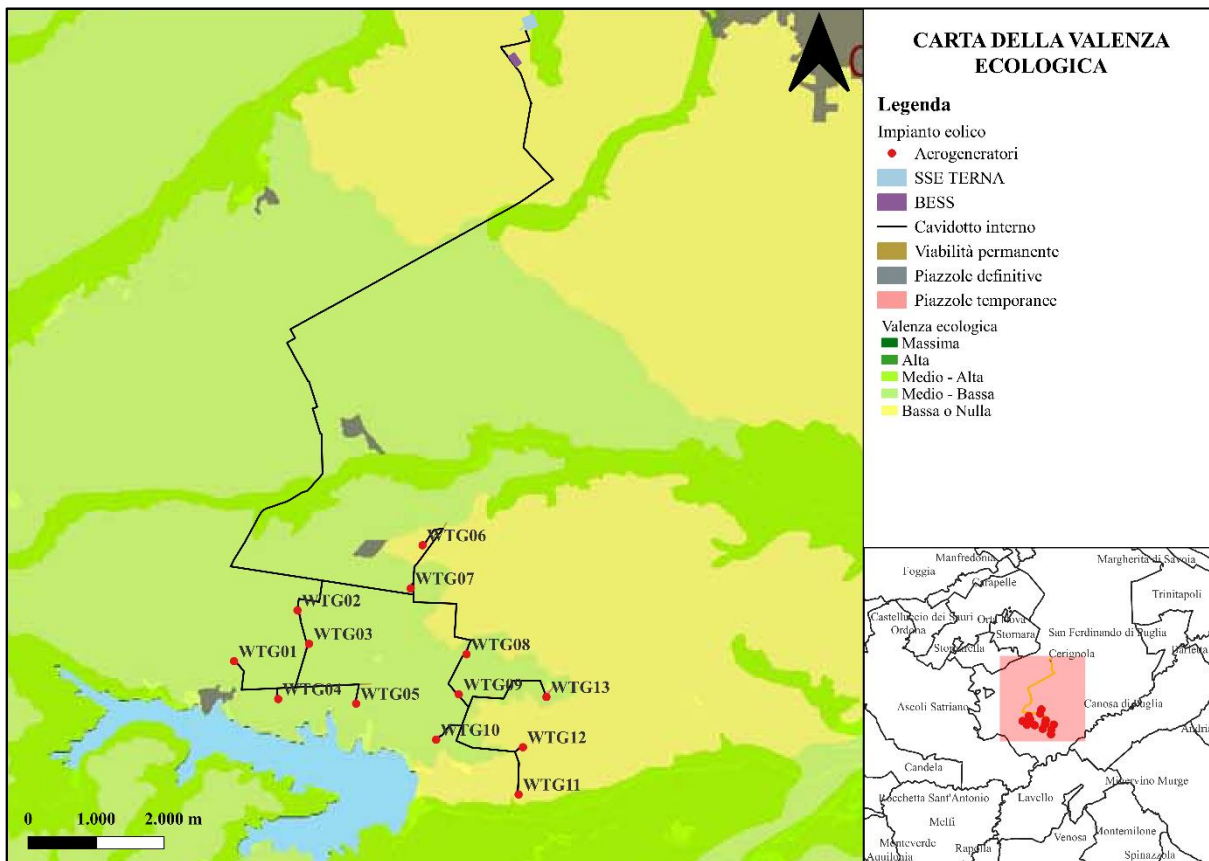 CARTA DELLA VALENZA
ECOLOGICA
Legenda
Impianto eolico
Aerogeneratori
SSE TERNA
BESS
Cavidotto interno
Viabilità permanente
Piazzole definitive
Piazzole temporanee
Valenza ecologica
Massima
Alta
Medio - Alta
Medio - Bassa
Bassa o Nulla
WTG06
WTG07
WTG02
WTG03
WTG01
WTG08
WTG04
WTG05
WTG09
WTG13
WTG10
WTG12
WTG11
0
1.000
2.000 m
Manfredonia
Margherita di Savoia
Foggia
Carapelle
Trinitapoli
Castelluccio dei Sauri
Orta Nova
Ordona
Stornara
San Ferdinando di Puglia
Stornarella
Barletta
Cerignola
Ascoli Satriano
Canosa di Puglia
Andria
Candela
Minervino Murge
Rocchetta Sant'Antonio
Lavello
Melfi
Montemilone
Monteverde
Venosa
Aquilonia
Rapolla
Spinazzola